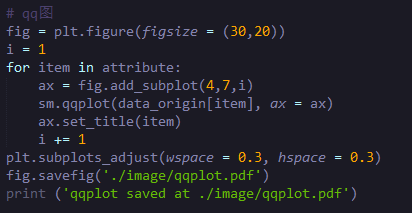 # qq图
fig = plt.figure(figsize = (30,20))
i = 1
for item in attribute:
    ax = fig.add_subplot(4,7,i)
    sm.qqplot(data_origin[item], ax = ax)
    ax.set_title(item)
    i += 1
plt.subplots_adjust(wspace = 0.3, hspace = 0.3)
fig.savefig('./image/qqplot.pdf')
print ('qqplot saved at ./image/qqplot.pdf')